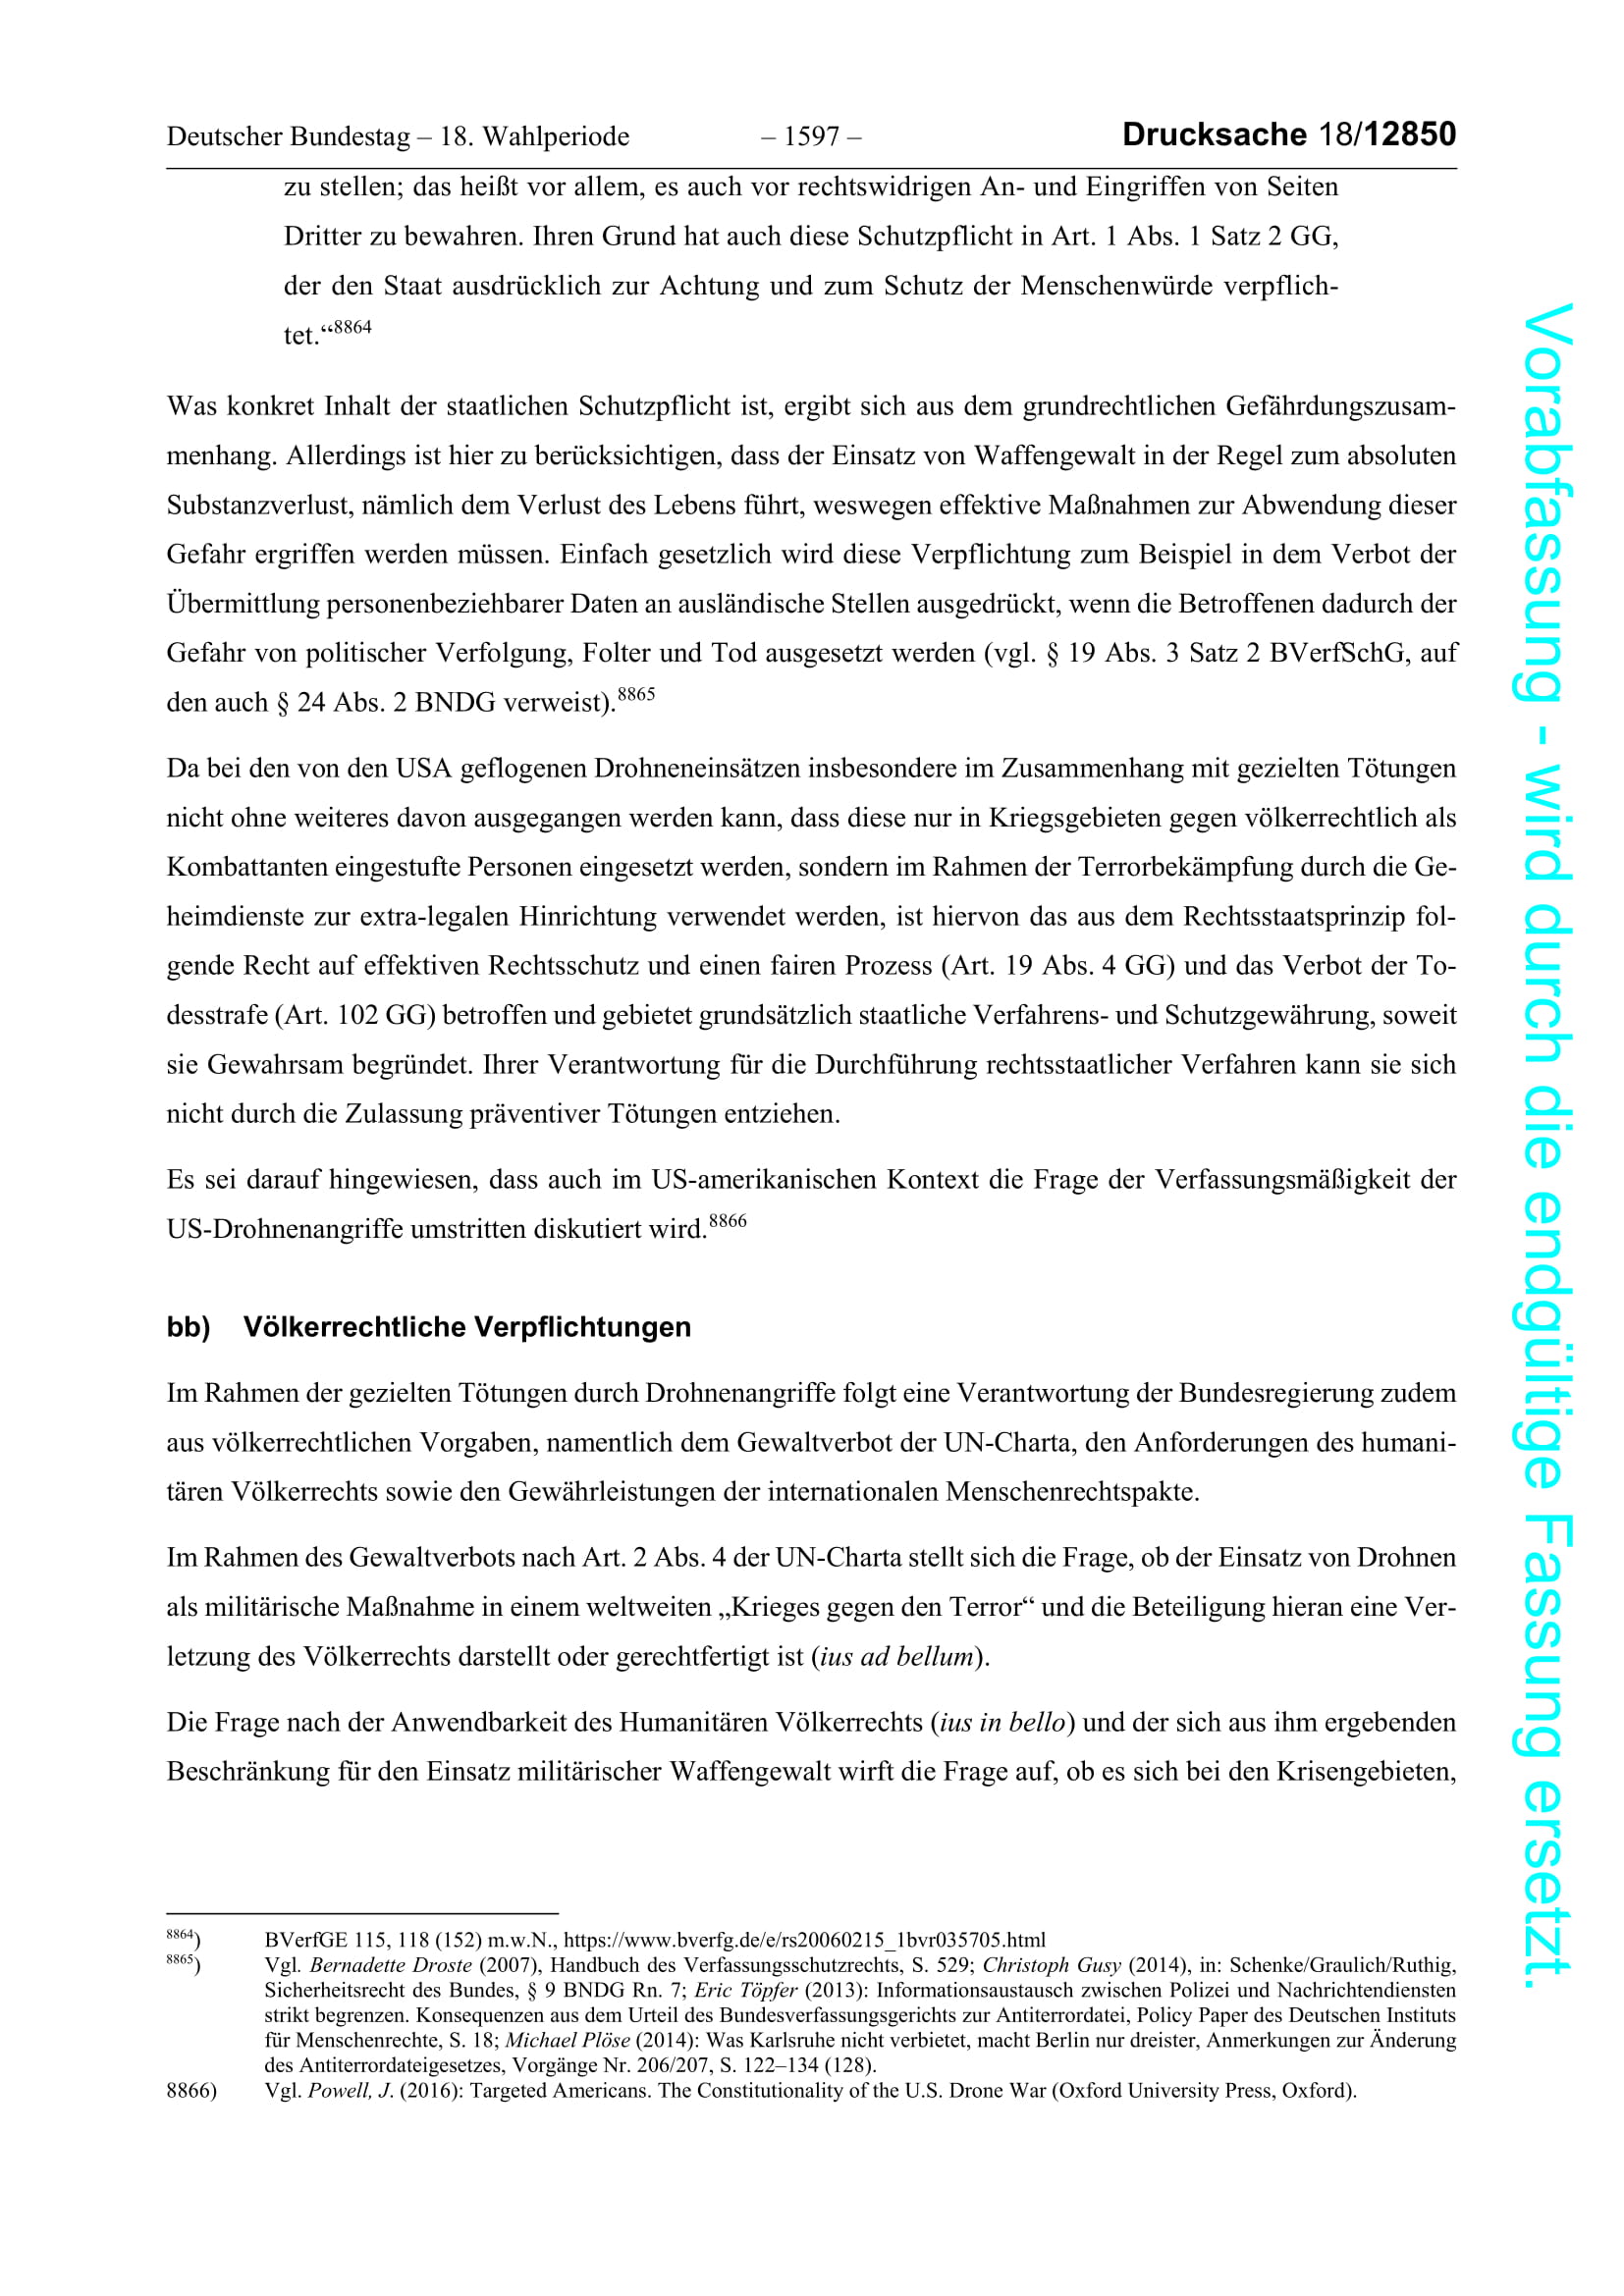 Deutscher Bundestag – 18. Wahlperiode – 1597 – Drucksache 18/12850
zu stellen; das heißt vor allem, es auch vor rechtswidrigen An- und Eingriffen von Seiten
Dritter zu bewahren. Ihren Grund hat auch diese Schutzpflicht in Art. 1 Abs. 1 Satz 2 GG,
der den Staat ausdrücklich zur Achtung und zum Schutz der Menschenwürde verpflich-
tet.“8864
Was konkret Inhalt der staatlichen Schutzpflicht ist, ergibt sich aus dem grundrechtlichen Gefährdungszusam-
menhang. Allerdings ist hier zu berücksichtigen, dass der Einsatz von Waffengewalt in der Regel zum absoluten
Substanzverlust, nämlich dem Verlust des Lebens führt, weswegen effektive Maßnahmen zur Abwendung dieser
Gefahr ergriffen werden müssen. Einfach gesetzlich wird diese Verpflichtung zum Beispiel in dem Verbot der
Übermittlung personenbeziehbarer Daten an ausländische Stellen ausgedrückt, wenn die Betroffenen dadurch der
Gefahr von politischer Verfolgung, Folter und Tod ausgesetzt werden (vgl. § 19 Abs. 3 Satz 2 BVerfSchG, auf
den auch § 24 Abs. 2 BNDG verweist).8865
Da bei den von den USA geflogenen Drohneneinsätzen insbesondere im Zusammenhang mit gezielten Tötungen
nicht ohne weiteres davon ausgegangen werden kann, dass diese nur in Kriegsgebieten gegen völkerrechtlich als
Kombattanten eingestufte Personen eingesetzt werden, sondern im Rahmen der Terrorbekämpfung durch die Ge-
heimdienste zur extra-legalen Hinrichtung verwendet werden, ist hiervon das aus dem Rechtsstaatsprinzip fol-
gende Recht auf effektiven Rechtsschutz und einen fairen Prozess (Art. 19 Abs. 4 GG) und das Verbot der To-
desstrafe (Art. 102 GG) betroffen und gebietet grundsätzlich staatliche Verfahrens- und Schutzgewährung, soweit
sie Gewahrsam begründet. Ihrer Verantwortung für die Durchführung rechtsstaatlicher Verfahren kann sie sich
nicht durch die Zulassung präventiver Tötungen entziehen.
Es sei darauf hingewiesen, dass auch im US-amerikanischen Kontext die Frage der Verfassungsmäßigkeit der
US-Drohnenangriffe umstritten diskutiert wird.8866
bb) Völkerrechtliche Verpflichtungen
Im Rahmen der gezielten Tötungen durch Drohnenangriffe folgt eine Verantwortung der Bundesregierung zudem
aus völkerrechtlichen Vorgaben, namentlich dem Gewaltverbot der UN-Charta, den Anforderungen des humani-
tären Völkerrechts sowie den Gewährleistungen der internationalen Menschenrechtspakte.
Im Rahmen des Gewaltverbots nach Art. 2 Abs. 4 der UN-Charta stellt sich die Frage, ob der Einsatz von Drohnen
als militärische Maßnahme in einem weltweiten „Krieges gegen den Terror“ und die Beteiligung hieran eine Ver-
letzung des Völkerrechts darstellt oder gerechtfertigt ist (ius ad bellum).
Die Frage nach der Anwendbarkeit des Humanitären Völkerrechts (ius in bello) und der sich aus ihm ergebenden
Beschränkung für den Einsatz militärischer Waffengewalt wirft die Frage auf, ob es sich bei den Krisengebieten,
8864) BVerfGE 115, 118 (152) m.w.N., https://www.bverfg.de/e/rs20060215_1bvr035705.html
8865) Vgl. Bernadette Droste (2007), Handbuch des Verfassungsschutzrechts, S. 529; Christoph Gusy (2014), in: Schenke/Graulich/Ruthig,
Sicherheitsrecht des Bundes, § 9 BNDG Rn. 7; Eric Töpfer (2013): Informationsaustausch zwischen Polizei und Nachrichtendiensten
strikt begrenzen. Konsequenzen aus dem Urteil des Bundesverfassungsgerichts zur Antiterrordatei, Policy Paper des Deutschen Instituts
für Menschenrechte, S. 18; Michael Plöse (2014): Was Karlsruhe nicht verbietet, macht Berlin nur dreister, Anmerkungen zur Änderung
des Antiterrordateigesetzes, Vorgänge Nr. 206/207, S. 122–134 (128).
8866) Vgl. Powell, J. (2016): Targeted Americans. The Constitutionality of the U.S. Drone War (Oxford University Press, Oxford).
Vorabfassung - wird durch die endgültige Fassung ersetzt.